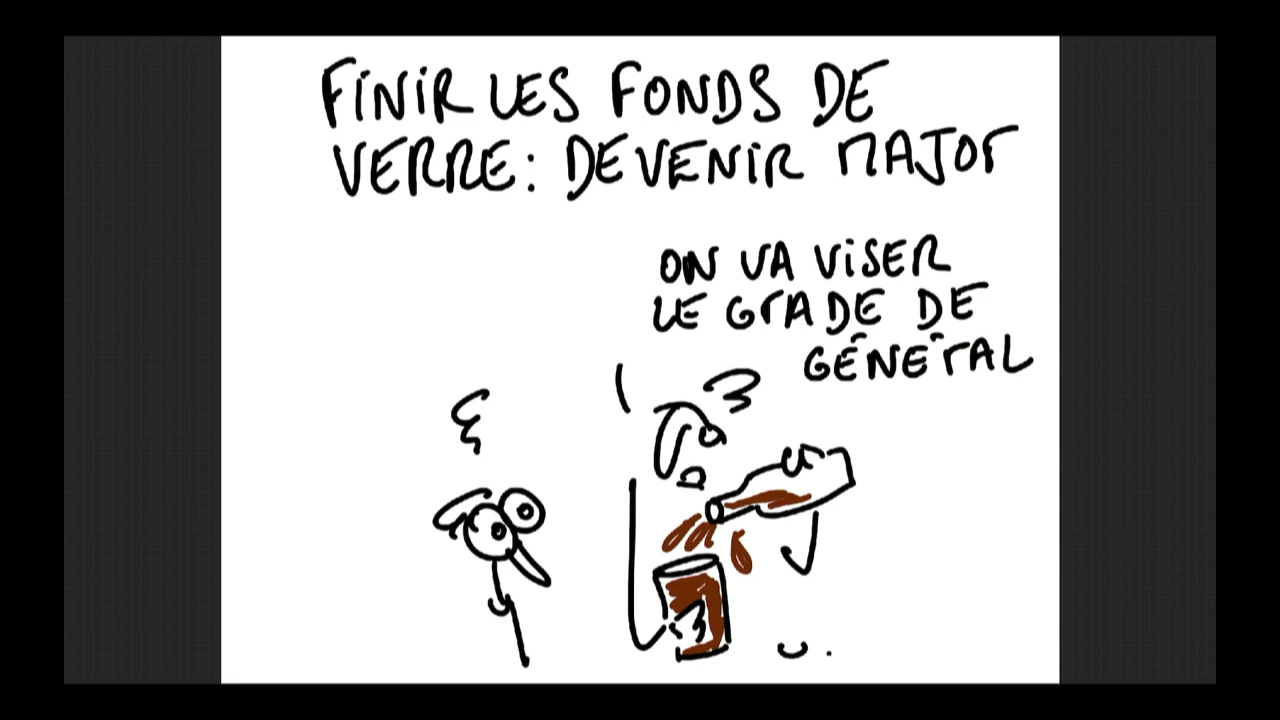 FINIR LES FONDS DE
VERRE: DEVENIR MAJOR
ON VA VISER
LE GRADE DE
GÉNÉRAL